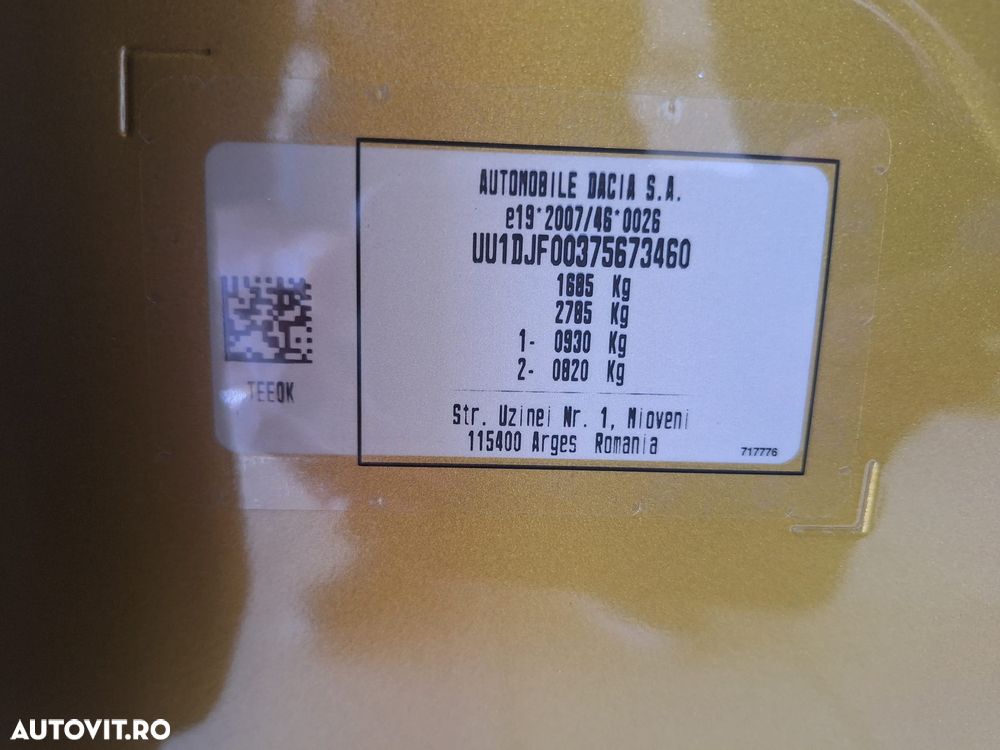 AUTOMOBILE DACIA S.A.
e19*2007/46*0026
UU1DJF00375673460
1685 Kg
2785 Kg
1- 0930 Kg
2- 0820 Kg
TEEOK
Str. Uzinei Nr. 1, Mioveni
115400 Arges Romania
717776
AUTOVIT.RO